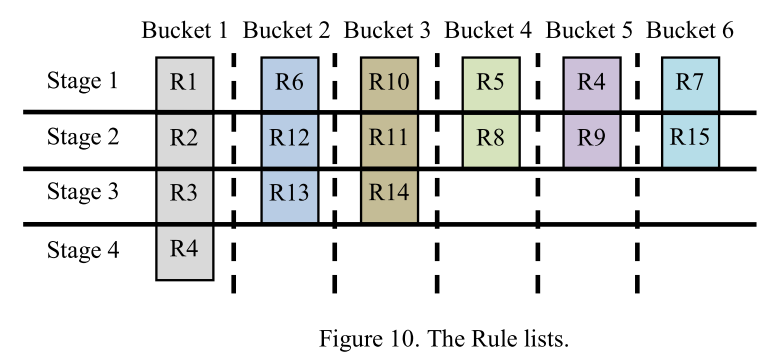 Bucket 1 Bucket 2 Bucket 3 Bucket 4 Bucket 5 Bucket 6
Stage 1 R1 R6 R10 R5 R4 R7
Stage 2 R2 R12 R11 R8 R9 R15
Stage 3 R3 R13 R14
Stage 4 R4
Figure 10. The Rule lists.